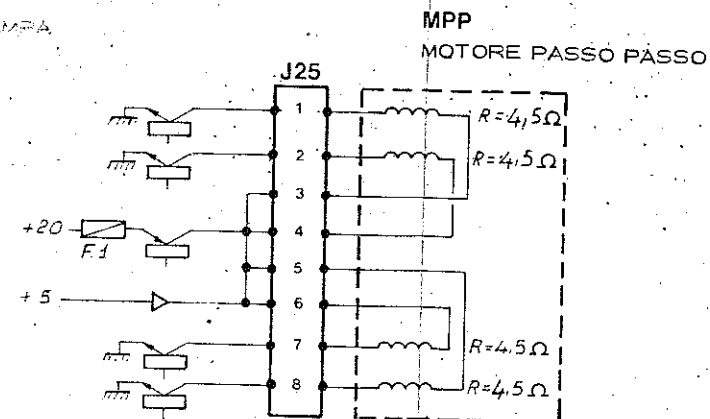 MPA
MPP
MOTORE PASSO PASSO
J25
1
R=4,5Ω
2
R=4,5Ω
3
+20
F.1
4
5
+5
6
7
R=4.5Ω
8
R=4,5Ω